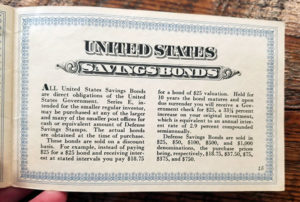 UNITED STATES
SAVINGS BONDS
ALL United States Savings Bonds
are direct obligations of the United
States Government. Series E, in-
tended for the smaller regular investor,
may be purchased at any of the larger
and many of the smaller post offices for
cash or equivalent amount of Defense
Savings Stamps. The actual bonds
are obtained at the time of purchase.
These bonds are sold on a discount
basis. For example, instead of paying
$25 for a $25 bond and receiving inter-
est at stated intervals you pay $18.75
for a bond of $25 valuation. Held for
10 years the bond matures and upon
due surrender you will receive a Gov-
ernment check for $25, a 33⅓ percent
increase on your original investment,
which is equivalent to an annual inter-
est rate of 2.9 percent compounded
semiannually.
Defense Savings Bonds are sold in
$25, $50, $100, $500, and $1,000
denominations, the purchase prices
being, respectively, $18.75, $37.50, $75,
$375, and $750.
15